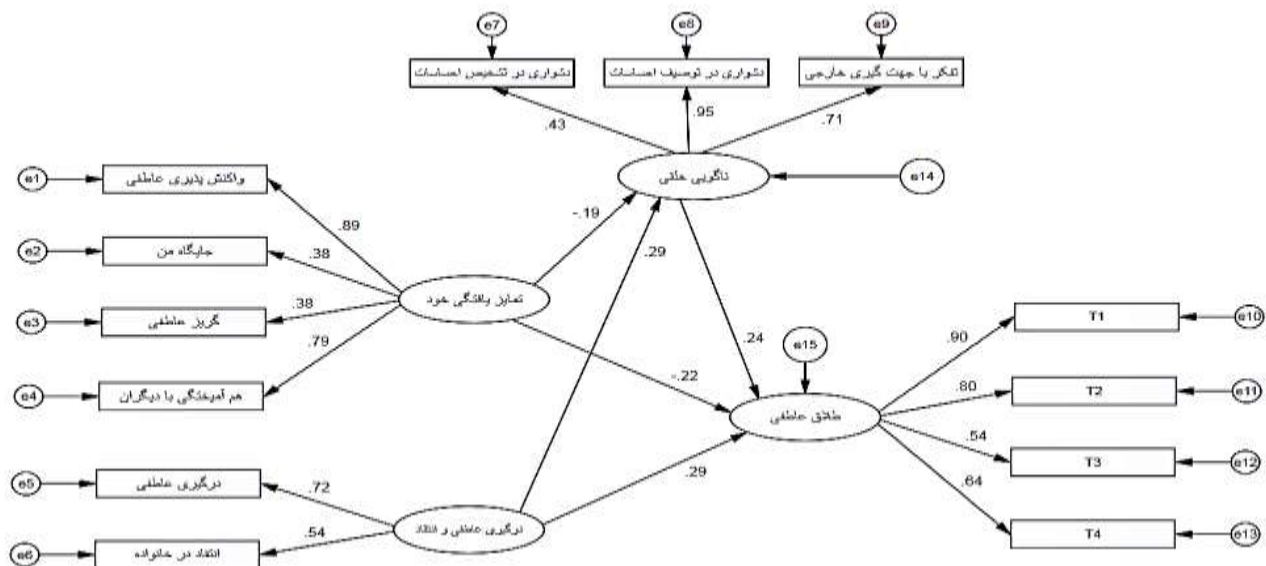 e7
e8
e9
دشواری در تشخیص احساسات
دشواری در توصیف احساسات
تفکر با جهت گیری خارجی
.43
.95
.71
ناگویی خلقی
e14
e1
واکنش پذیری عاطفی
.89
-.19
.29
e2
جایگاه من
.38
e3
گریز عاطفی
.38
تمایز یافتگی خود
e4
هم آمیختگی با دیگران
.79
-.22
.24
e15
طلاق عاطفی
.90
T1
e10
.80
T2
e11
.54
T3
e12
.64
T4
e13
e5
درگیری عاطفی
.72
.29
درگیری عاطفی و انتقاد
e6
انتقاد در خانواده
.54